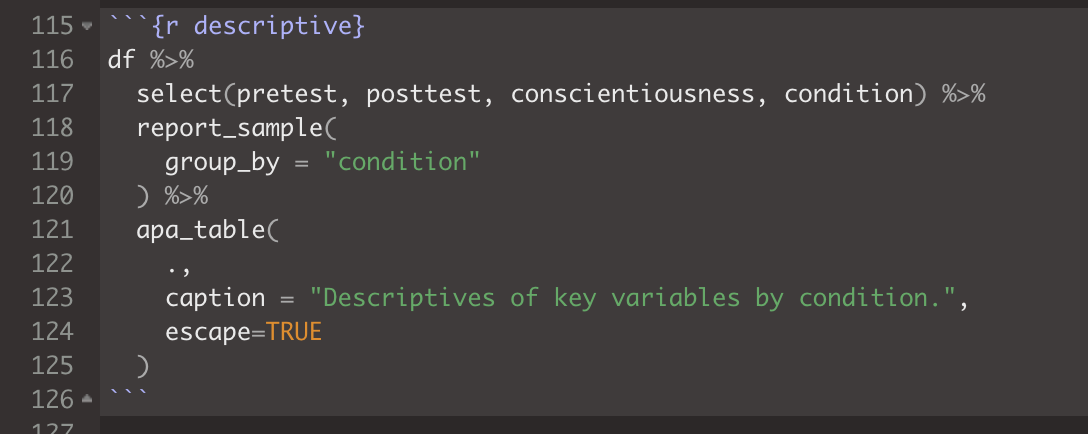 115 ```{r descriptive}
116 df %>%
117   select(pretest, posttest, conscientiousness, condition) %>%
118   report_sample(
119     group_by = "condition"
120   ) %>%
121   apa_table(
122     .,
123     caption = "Descriptives of key variables by condition.",
124     escape=TRUE
125   )
126 ```
127